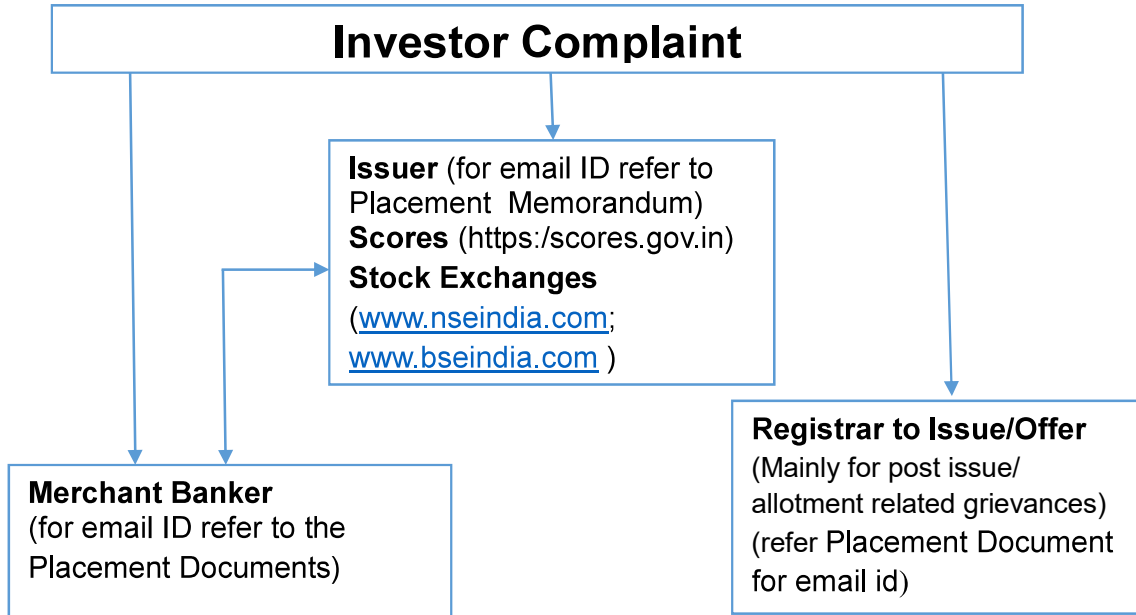 Investor Complaint
Issuer (for email ID refer to
Placement Memorandum)
Scores (https:/scores.gov.in)
Stock Exchanges
(www.nseindia.com;
www.bseindia.com )
Merchant Banker
(for email ID refer to the
Placement Documents)
Registrar to Issue/Offer
(Mainly for post issue/
allotment related grievances)
(refer Placement Document
for email id)